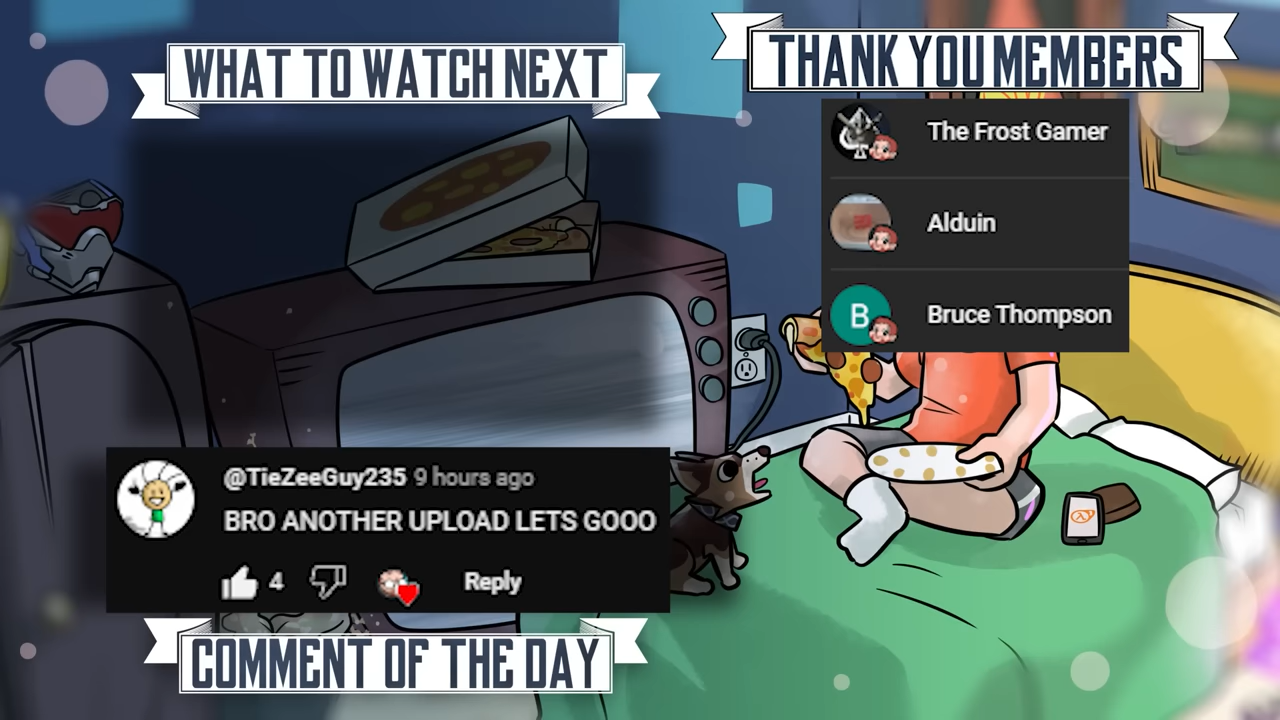 WHAT TO WATCH NEXT
THANK YOU MEMBERS
The Frost Gamer
Alduin
B
Bruce Thompson
@TieZeeGuy235 9 hours ago
BRO ANOTHER UPLOAD LETS GOOO
4
Reply
COMMENT OF THE DAY